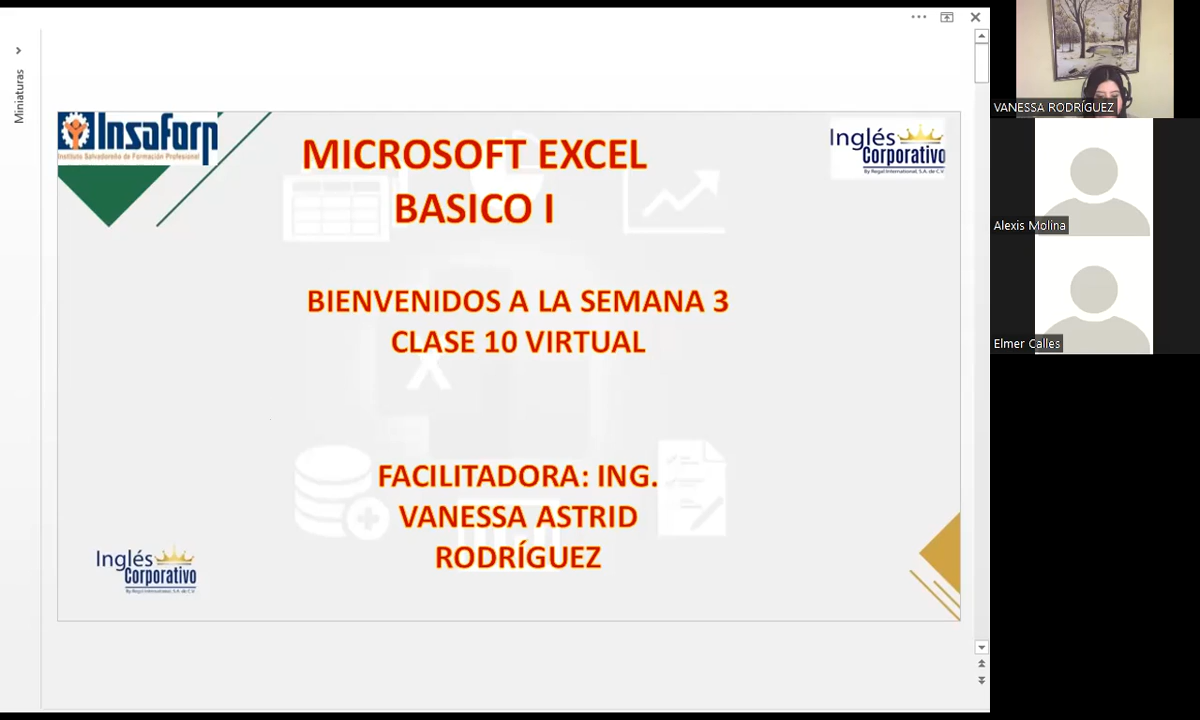 Miniaturas
Insaforp
Instituto Salvadoreño de Formación Profesional
MICROSOFT EXCEL
BASICO I
Inglés
Corporativo
By Regal International, S.A. de C.V.
BIENVENIDOS A LA SEMANA 3
CLASE 10 VIRTUAL
X
FACILITADORA: ING.
VANESSA ASTRID
RODRÍGUEZ
Inglés
Corporativo
By Regal International, S.A. de C.V.
VANESSA RODRÍGUEZ
Alexis Molina
Elmer Calles